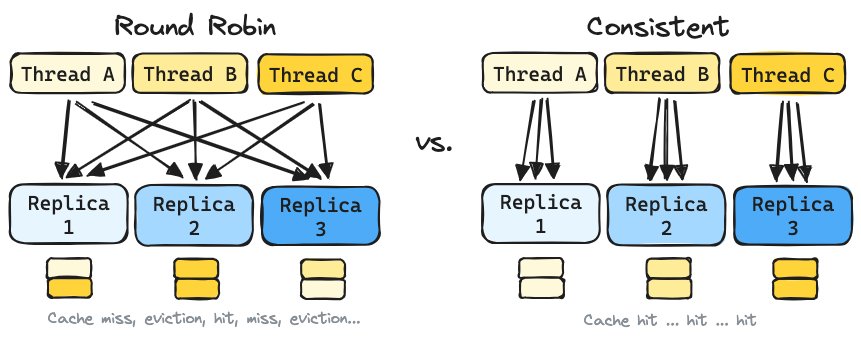 Round Robin
Thread A
Thread B
Thread C
Replica
1
Replica
2
Replica
3
Cache miss, eviction, hit, miss, eviction...
vs.
Consistent
Thread A
Thread B
Thread C
Replica
1
Replica
2
Replica
3
Cache hit ... hit ... hit